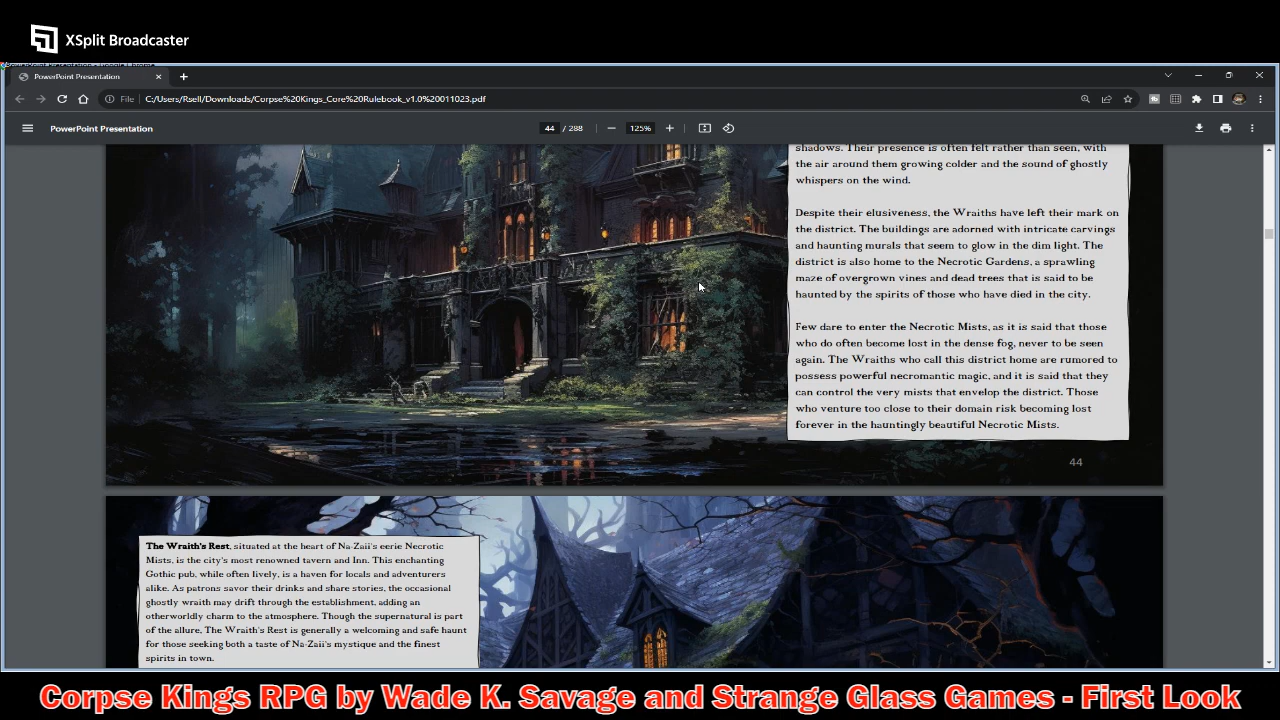 XSplit Broadcaster
PowerPoint Presentation - Google Chrome
PowerPoint Presentation
File
C:/Users/Rsell/Downloads/Corpse%20Kings_Core%20Rulebook_v1.0%20011023.pdf
PowerPoint Presentation
44 / 288
125%
shadows. Their presence is often felt rather than seen, with
the air around them growing colder and the sound of ghostly
whispers on the wind.
Despite their elusiveness, the Wraiths have left their mark on
the district. The buildings are adorned with intricate carvings
and haunting murals that seem to glow in the dim light. The
district is also home to the Necrotic Gardens, a sprawling
maze of overgrown vines and dead trees that is said to be
haunted by the spirits of those who have died in the city.
Few dare to enter the Necrotic Mists, as it is said that those
who do often become lost in the dense fog, never to be seen
again. The Wraiths who call this district home are rumored to
possess powerful necromantic magic, and it is said that they
can control the very mists that envelop the district. Those
who venture too close to their domain risk becoming lost
forever in the hauntingly beautiful Necrotic Mists.
44
The Wraith's Rest, situated at the heart of Na-Zaii's eerie Necrotic
Mists, is the city's most renowned tavern and Inn. This enchanting
Gothic pub, while often lively, is a haven for locals and adventurers
alike. As patrons savor their drinks and share stories, the occasional
ghostly wraith may drift through the establishment, adding an
otherworldly charm to the atmosphere. Though the supernatural is part
of the allure, The Wraith's Rest is generally a welcoming and safe haunt
for those seeking both a taste of Na-Zaii's mystique and the finest
spirits in town.
Corpse Kings RPG by Wade K. Savage and Strange Glass Games - First Look